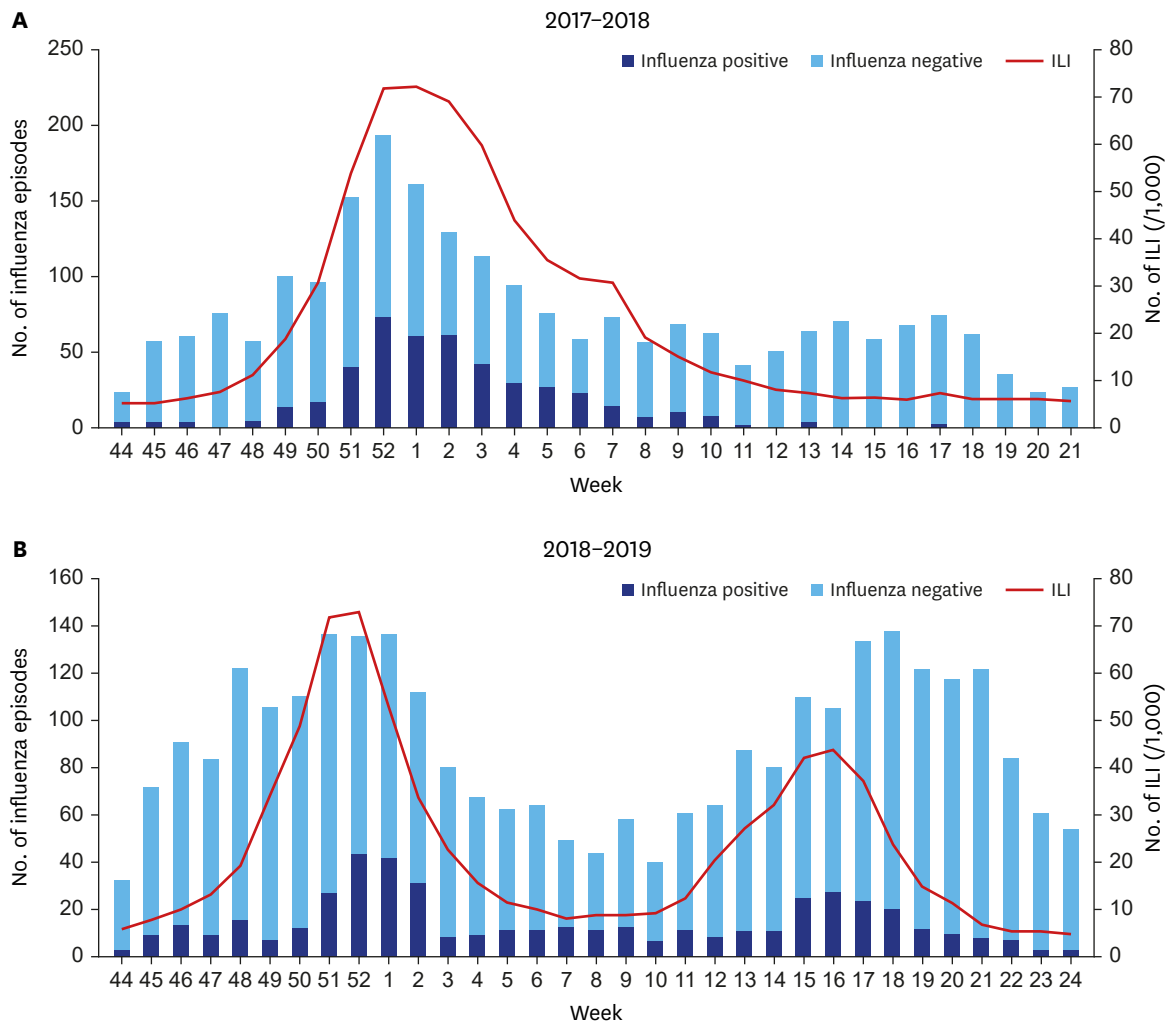 A
2017–2018
Influenza positive Influenza negative ILI
No. of influenza episodes
250
200
150
100
50
0
80
70
60
50
40
30
20
10
0
No. of ILI (/1,000)
44 45 46 47 48 49 50 51 52 1 2 3 4 5 6 7 8 9 10 11 12 13 14 15 16 17 18 19 20 21
Week
B
2018–2019
Influenza positive Influenza negative ILI
No. of influenza episodes
160
140
120
100
80
60
40
20
0
80
70
60
50
40
30
20
10
0
No. of ILI (/1,000)
44 45 46 47 48 49 50 51 52 1 2 3 4 5 6 7 8 9 10 11 12 13 14 15 16 17 18 19 20 21 22 23 24
Week